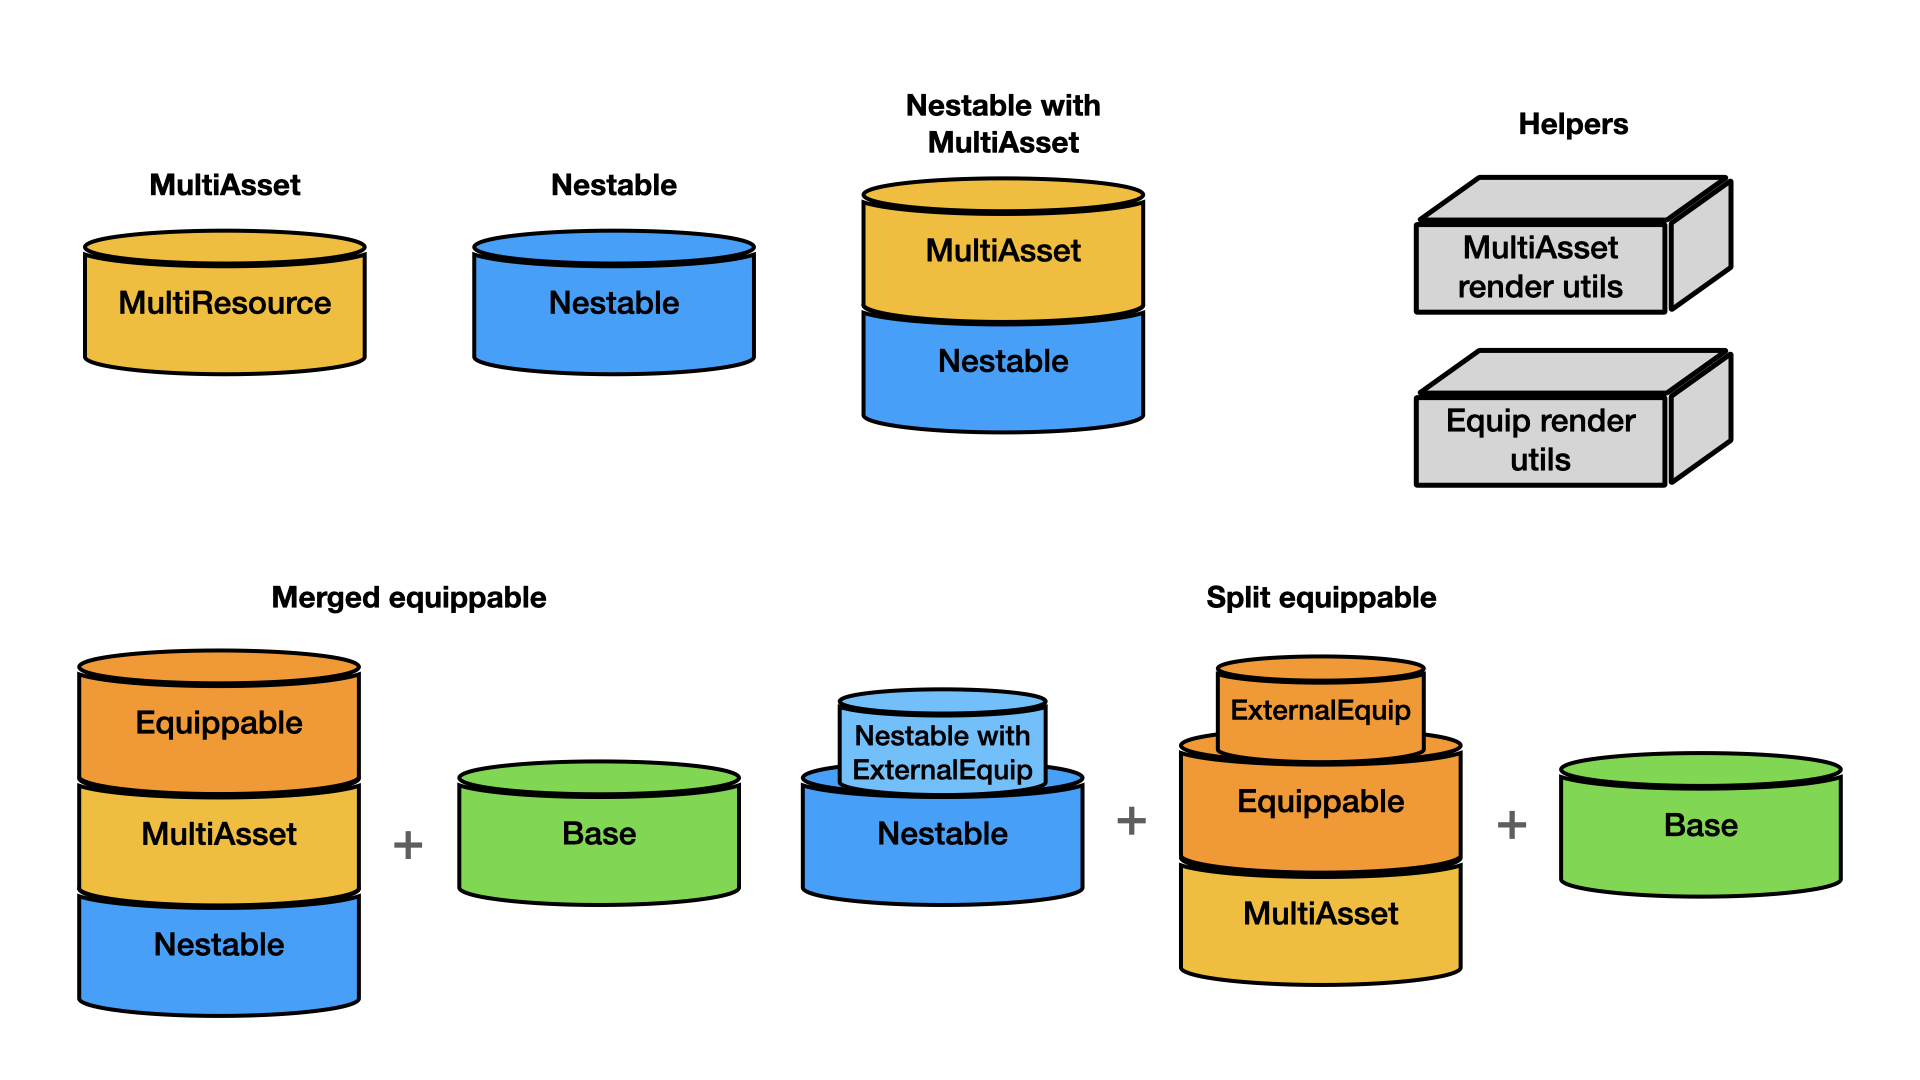 MultiAsset
MultiResource
Nestable
Nestable
Nestable with
MultiAsset
MultiAsset
Nestable
Helpers
MultiAsset
render utils
Equip render
utils
Merged equippable
Equippable
MultiAsset
Nestable
+
Base
Split equippable
Nestable with
ExternalEquip
Nestable
+
ExternalEquip
Equippable
MultiAsset
+
Base